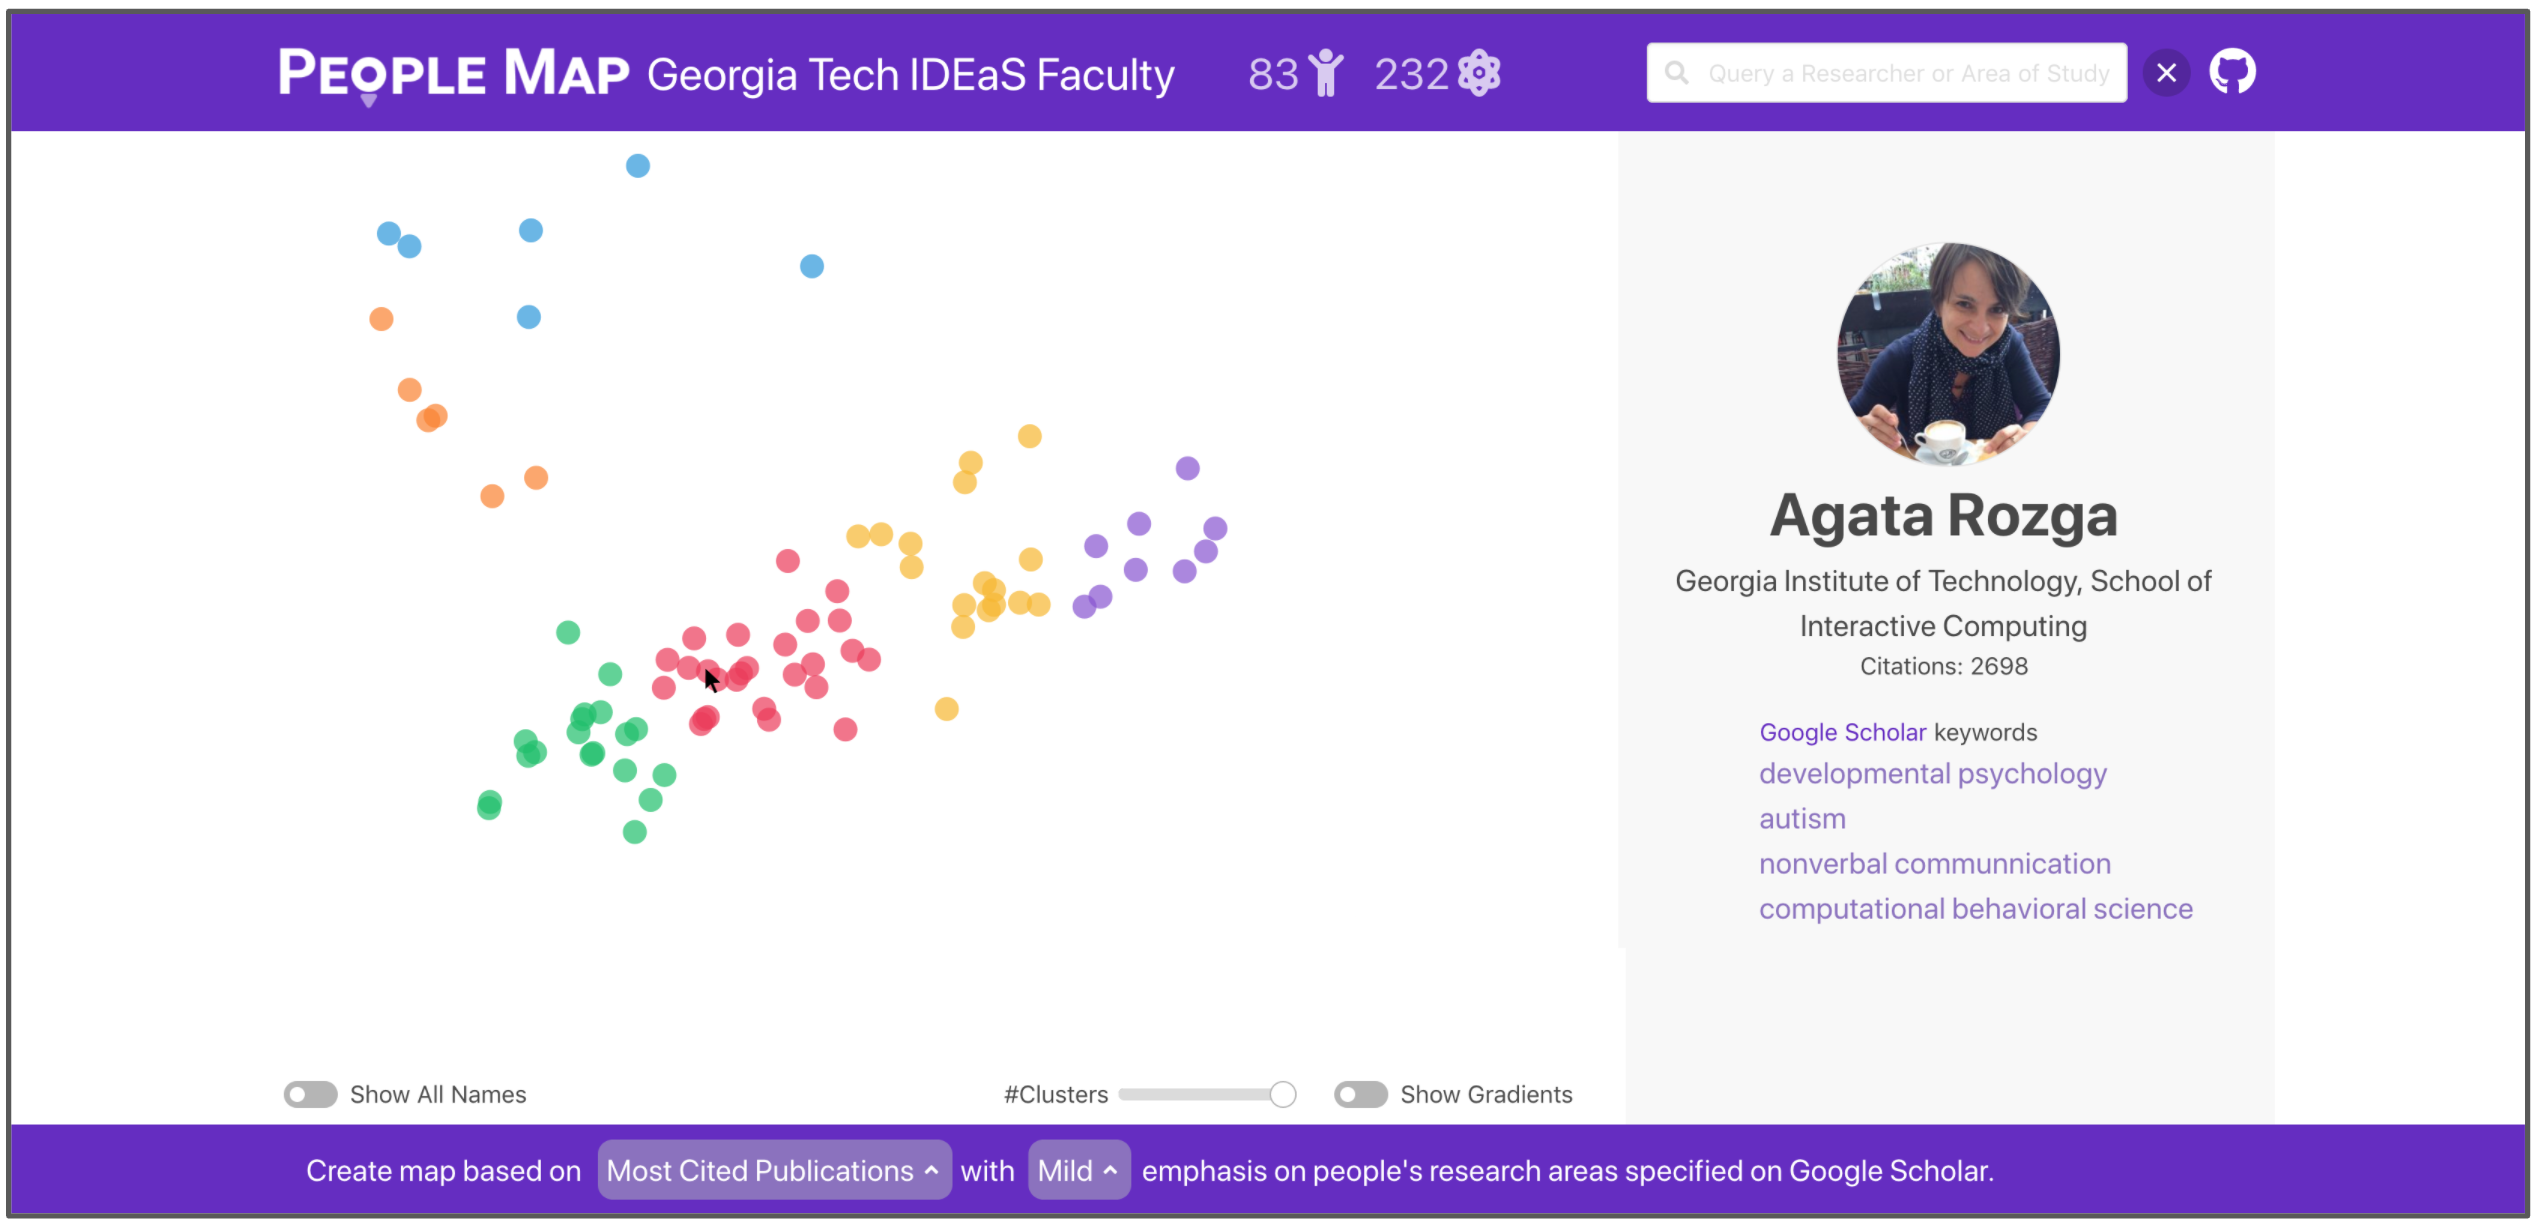 PEOPLE MAP Georgia Tech IDEaS Faculty 83 232 Query a Researcher or Area of Study
Agata Rozga
Georgia Institute of Technology, School of
Interactive Computing
Citations: 2698
Google Scholar keywords
developmental psychology
autism
nonverbal communnication
computational behavioral science
Show All Names #Clusters Show Gradients
Create map based on Most Cited Publications with Mild emphasis on people's research areas specified on Google Scholar.